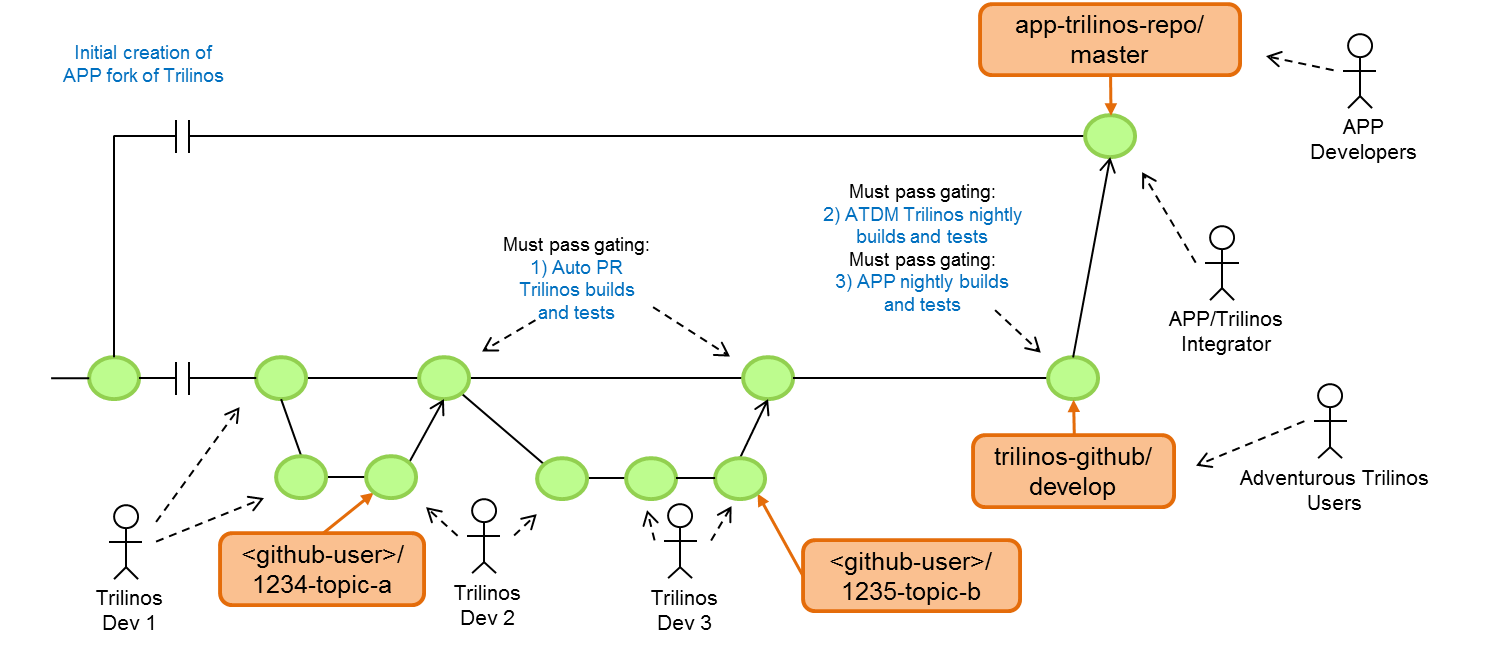 Initial creation of
APP fork of Trilinos
app-trilinos-repo/
master
APP
Developers
Must pass gating:
1) Auto PR
Trilinos builds
and tests
Must pass gating:
2) ATDM Trilinos nightly
builds and tests
Must pass gating:
3) APP nightly builds
and tests
APP/Trilinos
Integrator
trilinos-github/
develop
Adventurous Trilinos
Users
Trilinos
Dev 1
<github-user>/
1234-topic-a
Trilinos
Dev 2
Trilinos
Dev 3
<github-user>/
1235-topic-b